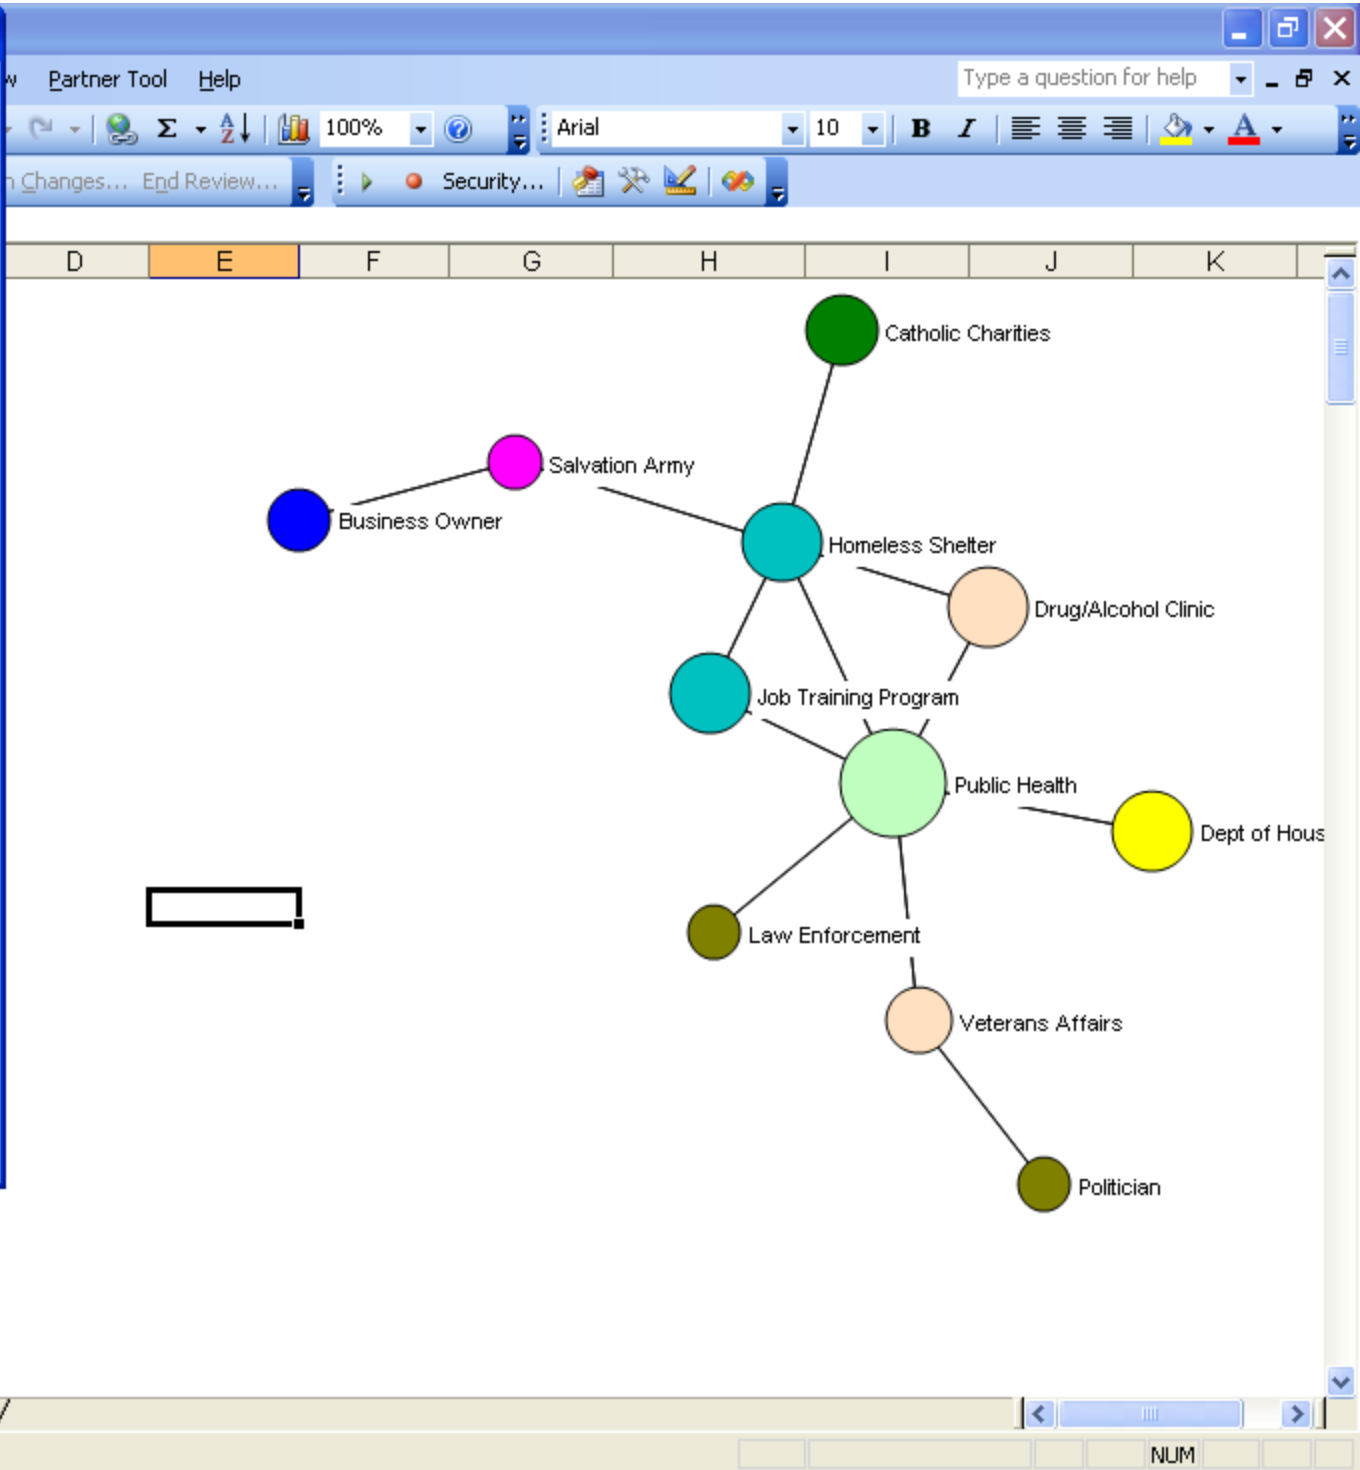 Partner Tool Help Type a question for help
Σ A Z 100% Arial 10 B I A
Changes... End Review... Security...
D E F G H I J K
Catholic Charities
Salvation Army
Business Owner
Homeless Shelter
Drug/Alcohol Clinic
Job Training Program
Public Health
Dept of Hous
Law Enforcement
Veterans Affairs
Politician
NUM